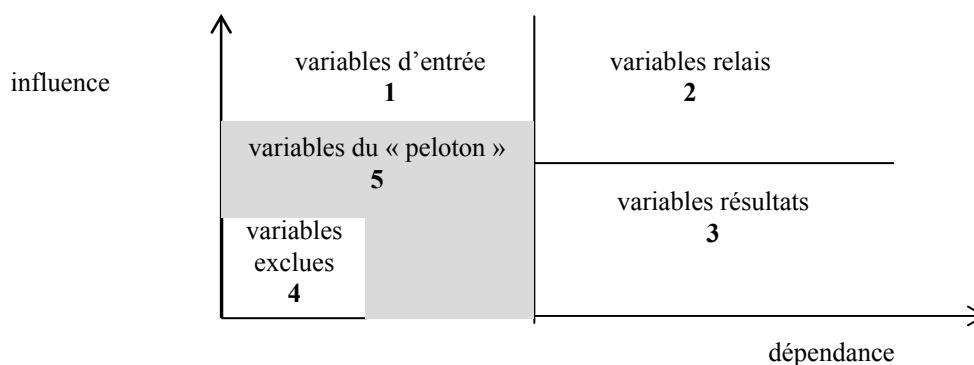 influence
variables d’entrée
1
variables relais
2
variables du « peloton »
5
variables résultats
3
variables
exclues
4
dépendance